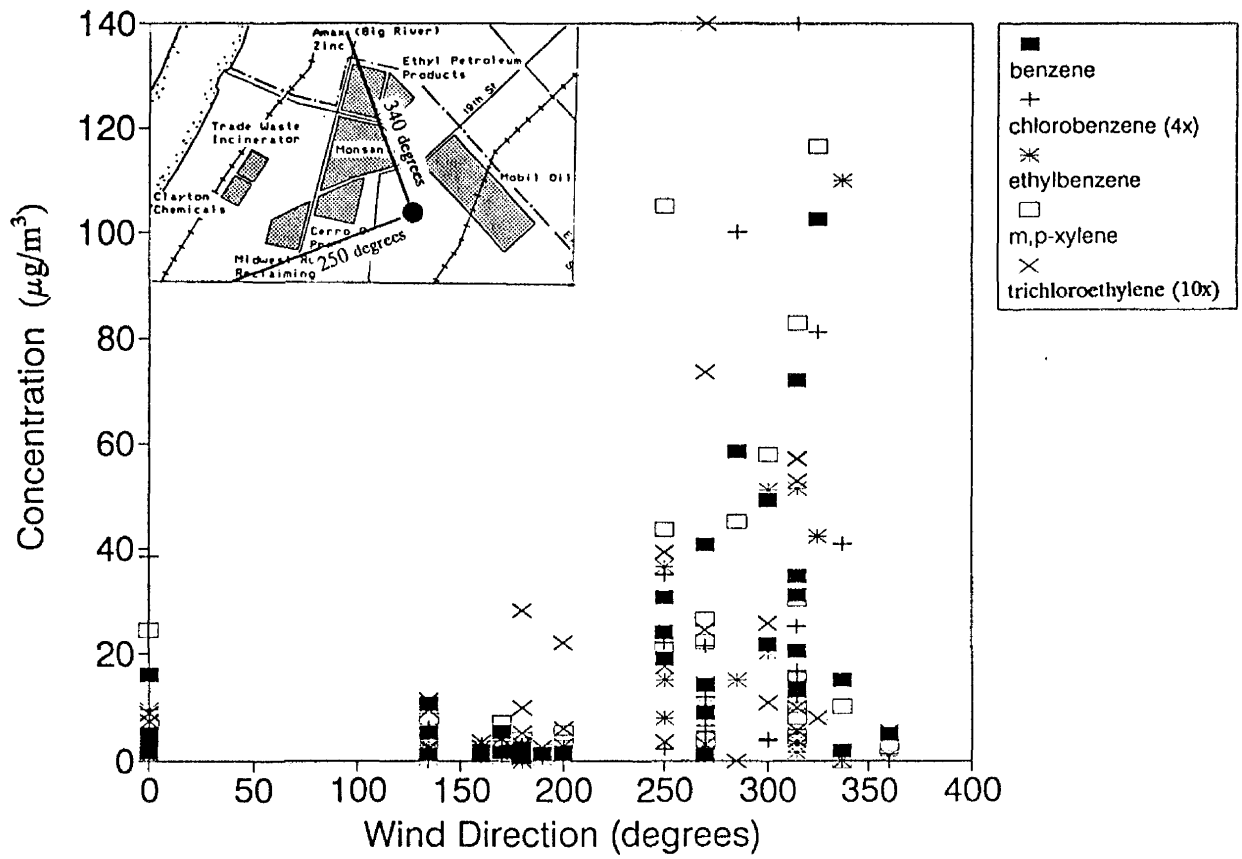 140
120
100
80
60
40
20
0
Concentration (μg/m³)
0
50
100
150
200
250
300
350
400
Wind Direction (degrees)
Amax (Big River)
Zinc
Ethyl Petroleum
Products
19th St
340 degrees
Trade Waste
Incinerator
Monsan
Mobil Oil
Clayton
Chemicals
Cerro
Midwest
Reclaiming
250 degrees
benzene
chlorobenzene (4x)
ethylbenzene
m,p-xylene
trichloroethylene (10x)